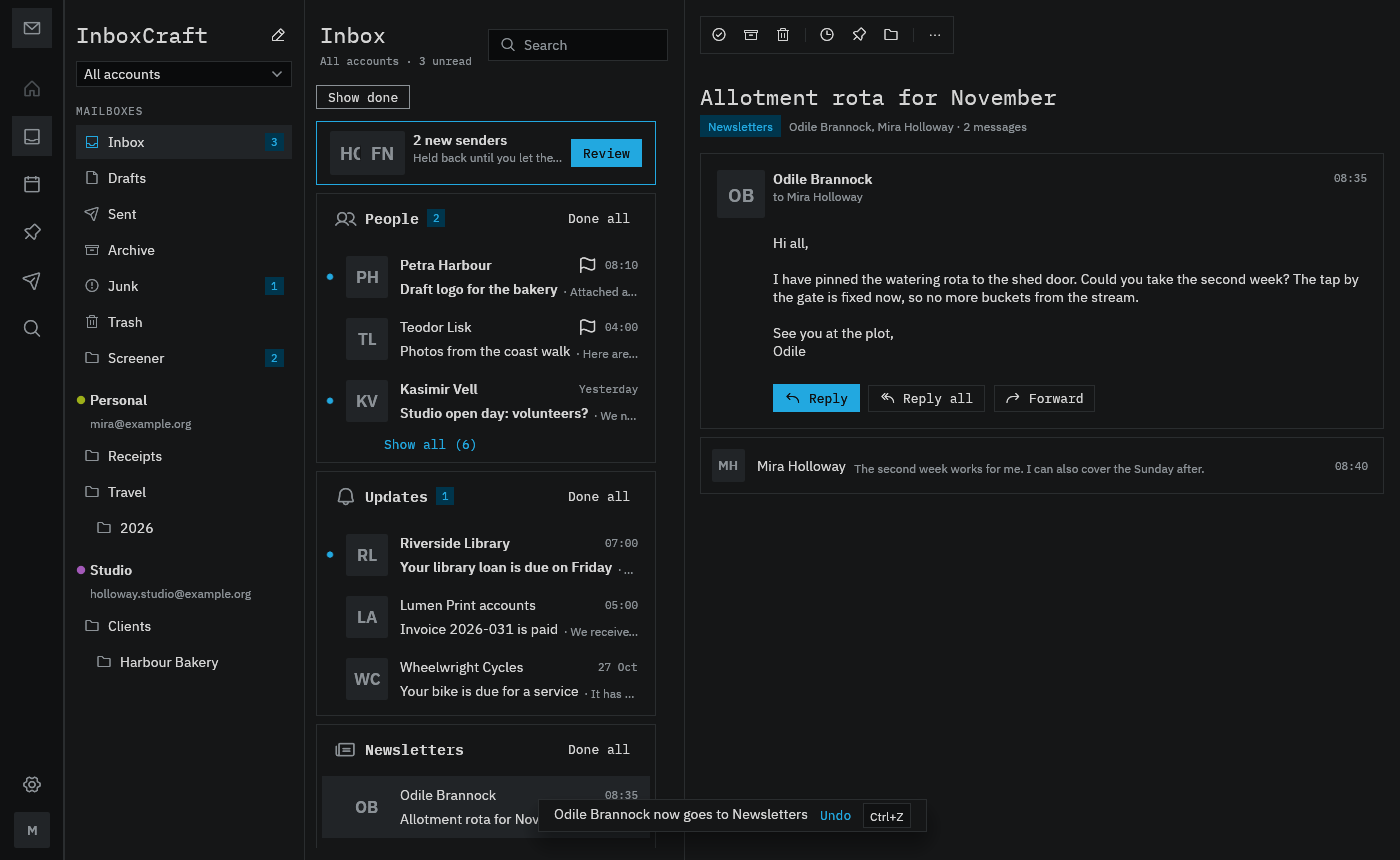 InboxCraft
All accounts
MAILBOXES
Inbox 3
Drafts
Sent
Archive
Junk 1
Trash
Screener 2
Personal
mira@example.org
Receipts
Travel
2026
Studio
holloway.studio@example.org
Clients
Harbour Bakery
M
Inbox
All accounts · 3 unread
Search
Show done
FN
2 new senders
Held back until you let the...
Review
People 2 Done all
PH
Petra Harbour 08:10
Draft logo for the bakery · Attached a...
TL
Teodor Lisk 04:00
Photos from the coast walk · Here are...
KV
Kasimir Vell Yesterday
Studio open day: volunteers? · We n...
Show all (6)
Updates 1 Done all
RL
Riverside Library 07:00
Your library loan is due on Friday · ...
LA
Lumen Print accounts 05:00
Invoice 2026-031 is paid · We receive...
WC
Wheelwright Cycles 27 Oct
Your bike is due for a service · It has ...
Newsletters Done all
OB
Odile Brannock 08:35
Allotment rota for Nov
Allotment rota for November
Newsletters Odile Brannock, Mira Holloway · 2 messages
OB
Odile Brannock 08:35
to Mira Holloway
Hi all,
I have pinned the watering rota to the shed door. Could you take the second week? The tap by
the gate is fixed now, so no more buckets from the stream.
See you at the plot,
Odile
Reply Reply all Forward
MH Mira Holloway The second week works for me. I can also cover the Sunday after. 08:40
Odile Brannock now goes to Newsletters Undo Ctrl+Z